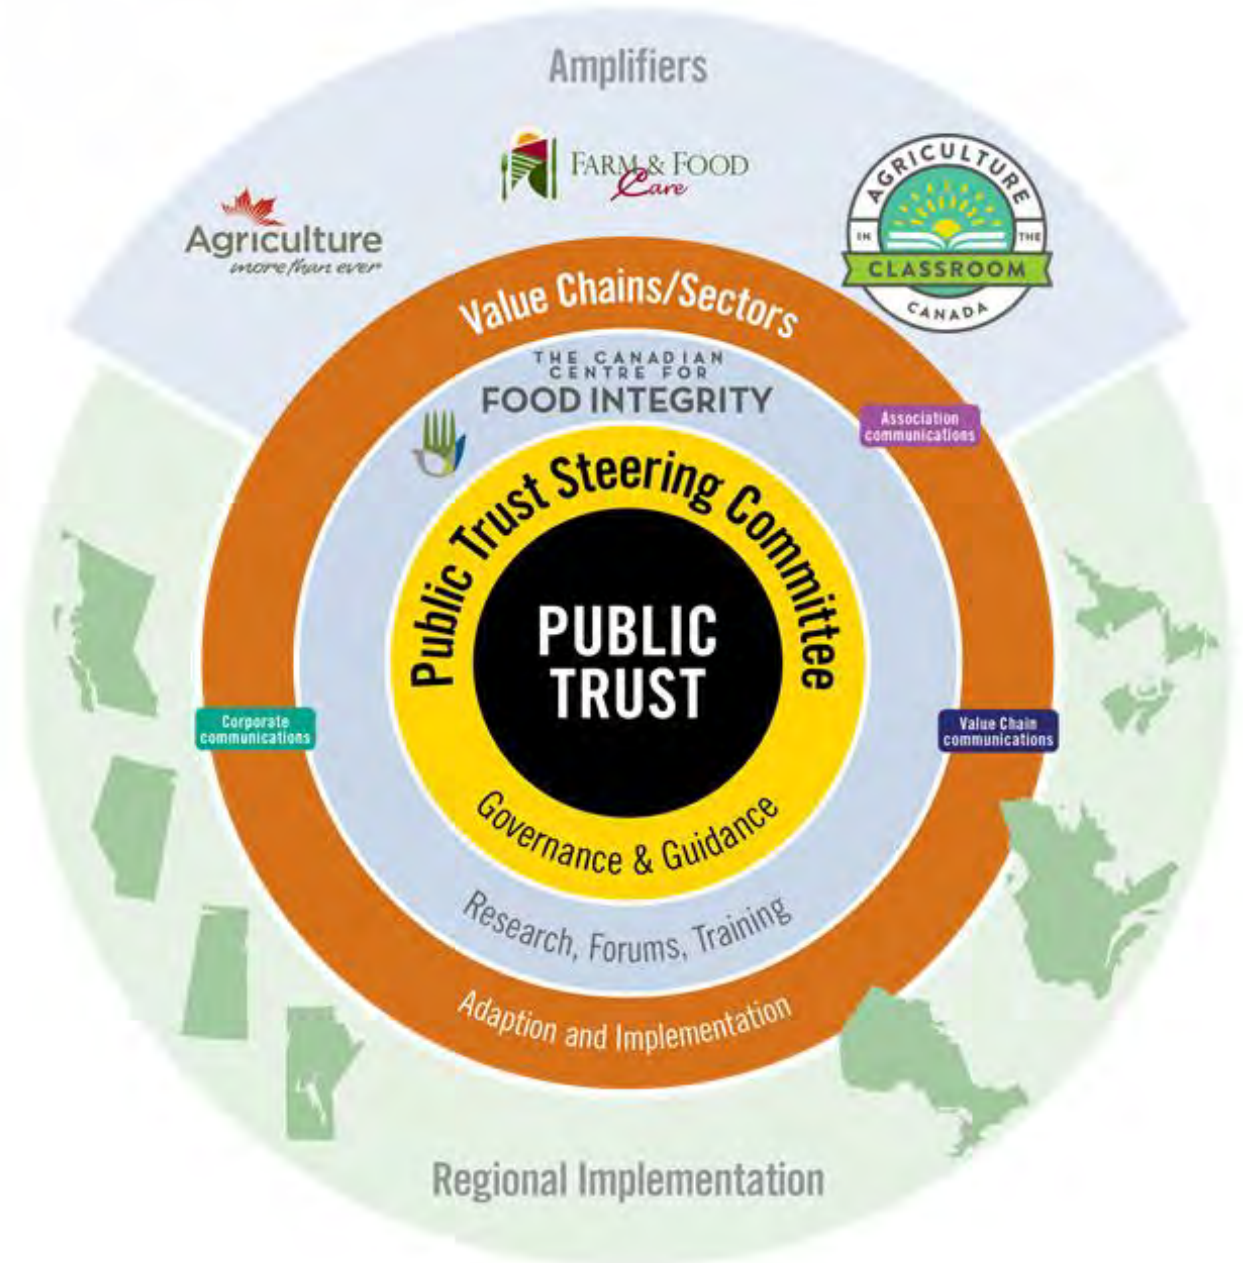 Amplifiers
FARM & FOOD
Care
Agriculture
more than ever
AGRICULTURE
IN THE
CLASSROOM
CANADA
Value Chains/Sectors
THE CANADIAN
CENTRE FOR
FOOD INTEGRITY
Association
communications
Public Trust Steering Committee
PUBLIC
TRUST
Corporate
communications
Value Chain
communications
Governance & Guidance
Research, Forums, Training
Adaption and Implementation
Regional Implementation